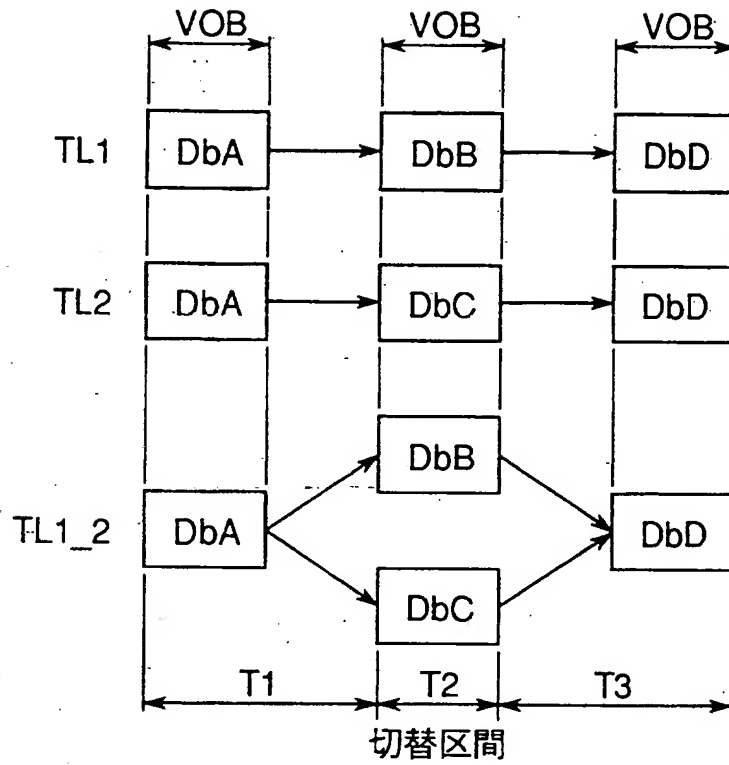 VOB VOB VOB
TL1 DbA DbB DbD
TL2 DbA DbC DbD
DbB
TL1_2 DbA DbD
DbC
T1 T2 T3
切替区間